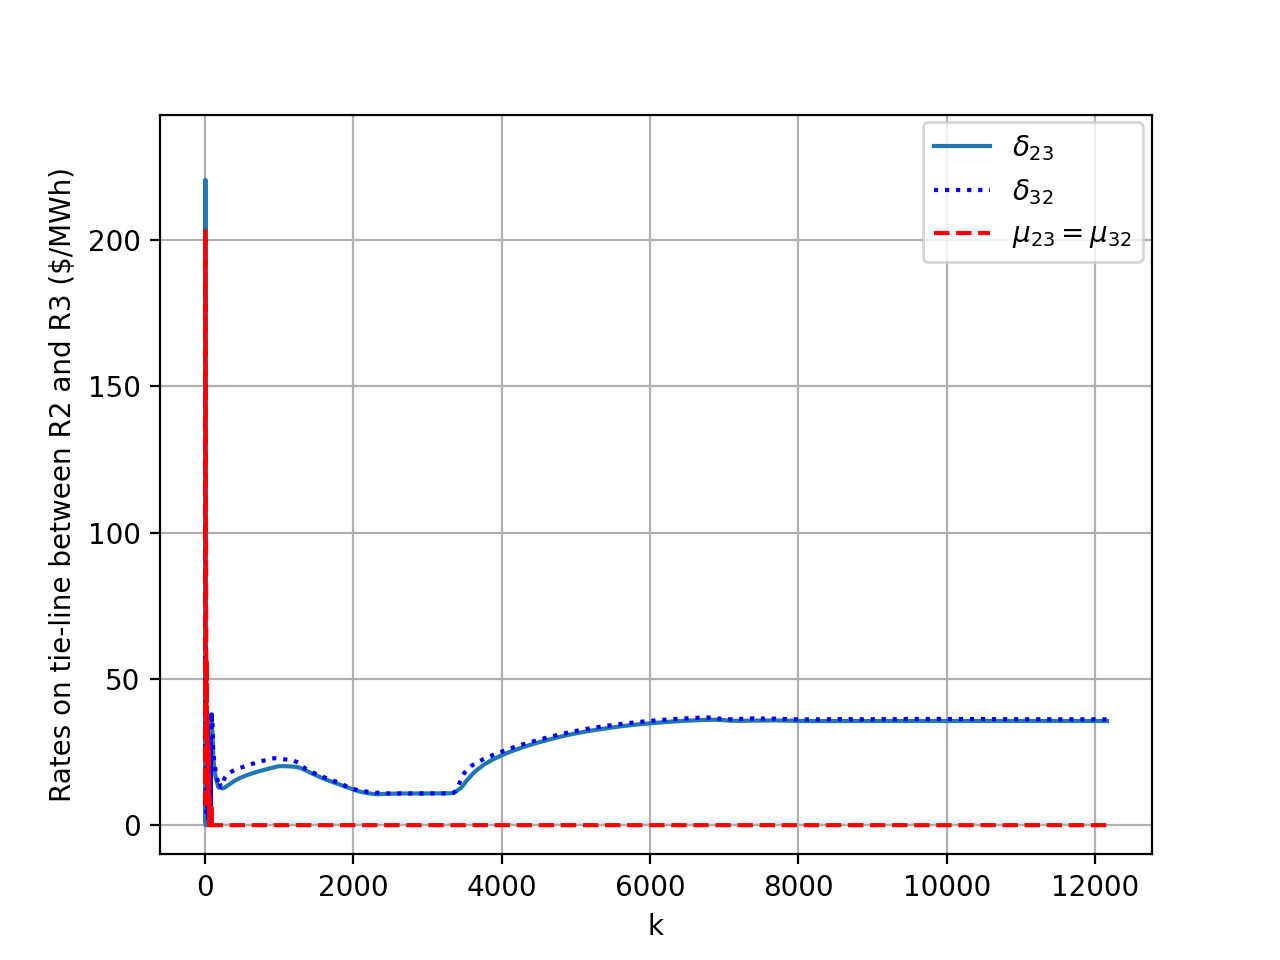 δ23
δ32
μ23 = μ32
Rates on tie-line between R2 and R3 ($/MWh)
200
150
100
50
0
0 2000 4000 6000 8000 10000 12000
k